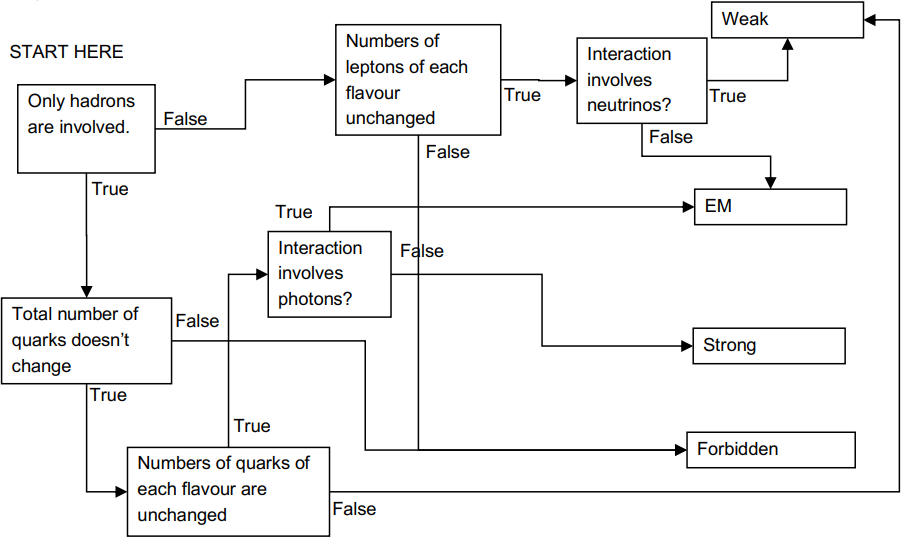 START HERE
Only hadrons
are involved.
False
True
Numbers of
leptons of each
flavour
unchanged
True
False
Interaction
involves
neutrinos?
True
False
Weak
EM
True
Interaction
involves
photons?
False
Total number of
quarks doesn't
change
False
True
Strong
True
Numbers of quarks of
each flavour are
unchanged
False
Forbidden